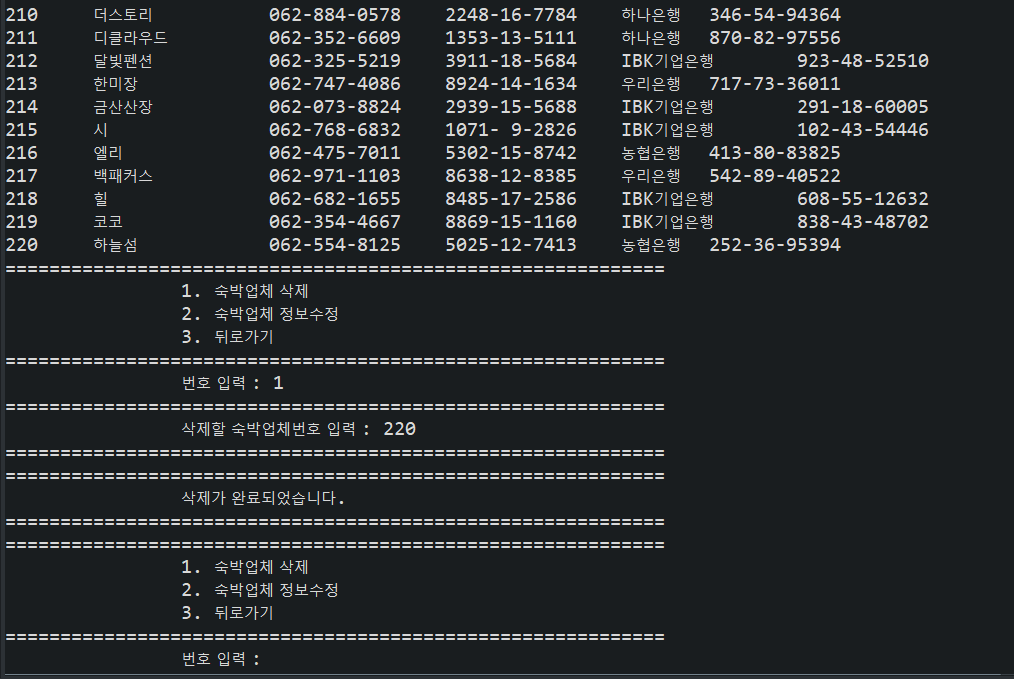 210 더스토리 062-884-0578 2248-16-7784 하나은행 346-54-94364
211 디클라우드 062-352-6609 1353-13-5111 하나은행 870-82-97556
212 달빛펜션 062-325-5219 3911-18-5684 IBK기업은행 923-48-52510
213 한미장 062-747-4086 8924-14-1634 우리은행 717-73-36011
214 금산산장 062-073-8824 2939-15-5688 IBK기업은행 291-18-60005
215 시 062-768-6832 1071- 9-2826 IBK기업은행 102-43-54446
216 엘리 062-475-7011 5302-15-8742 농협은행 413-80-83825
217 백패커스 062-971-1103 8638-12-8385 우리은행 542-89-40522
218 힐 062-682-1655 8485-17-2586 IBK기업은행 608-55-12632
219 코코 062-354-4667 8869-15-1160 IBK기업은행 838-43-48702
220 하늘섬 062-554-8125 5025-12-7413 농협은행 252-36-95394
============================================================
1. 숙박업체 삭제
2. 숙박업체 정보수정
3. 뒤로가기
============================================================
번호 입력 : 1
============================================================
삭제할 숙박업체번호 입력 : 220
============================================================
============================================================
삭제가 완료되었습니다.
============================================================
============================================================
1. 숙박업체 삭제
2. 숙박업체 정보수정
3. 뒤로가기
============================================================
번호 입력 :